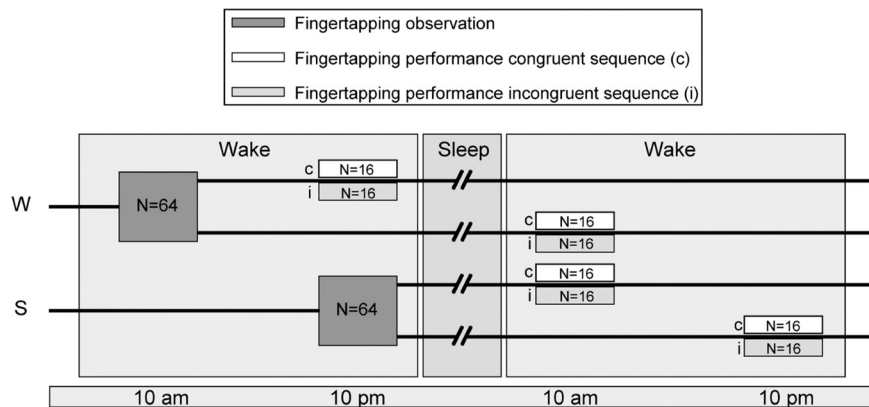 Fingertapping observation
Fingertapping performance congruent sequence (c)
Fingertapping performance incongruent sequence (i)
Wake Sleep Wake
c N=16
W N=64 i N=16
c N=16
i N=16
c N=16
S N=64 i N=16
c N=16
i N=16
10 am 10 pm 10 am 10 pm